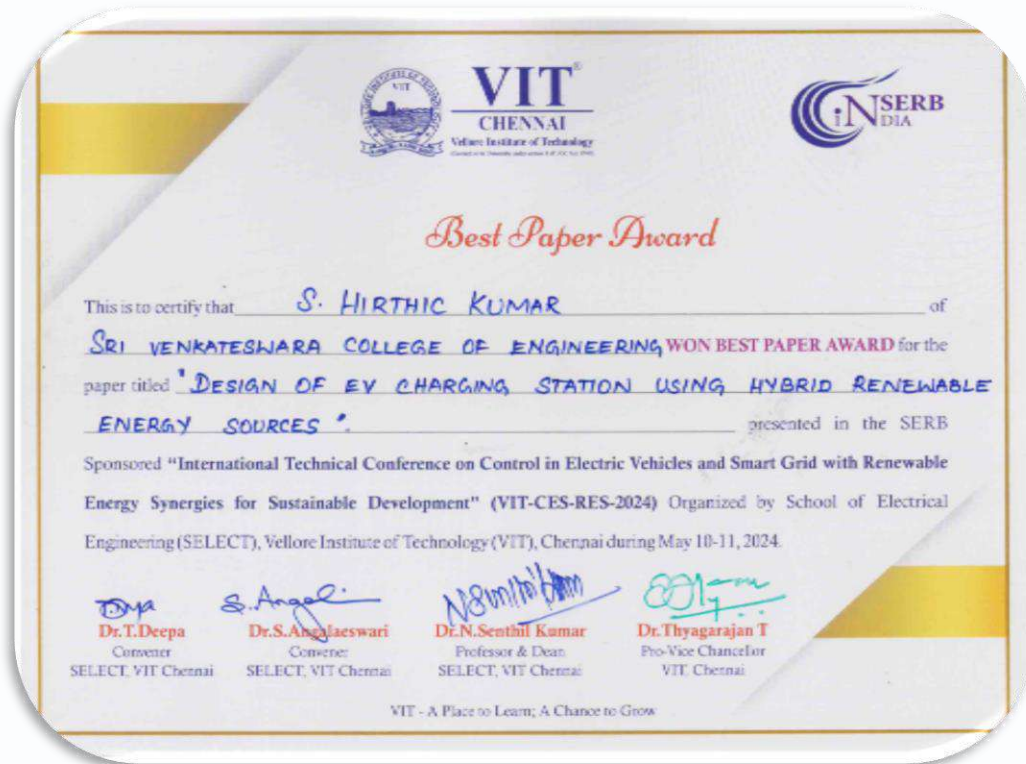 VIT
CHENNAI
Vellore Institute of Technology
iNSERB
INDIA
Best Paper Award
This is to certify that S. HIRTHIC KUMAR of
SRI VENKATESWARA COLLEGE OF ENGINEERING WON BEST PAPER AWARD for the
paper titled "DESIGN OF EV CHARGING STATION USING HYBRID RENEWABLE
ENERGY SOURCES". presented in the SERB
Sponsored "International Technical Conference on Control in Electric Vehicles and Smart Grid with Renewable
Energy Synergies for Sustainable Development" (VIT-CES-RES-2024) Organized by School of Electrical
Engineering (SELECT), Vellore Institute of Technology (VIT), Chennai during May 10-11, 2024.
S. Angal
Dr.T.Deepa Dr.S.Angalaeswari Dr.N.Senthil Kumar Dr.Thyagarajan T
Convener Convener Professor & Dean Pro-Vice Chancellor
SELECT, VIT Chennai SELECT, VIT Chennai SELECT, VIT Chennai VIT, Chennai
VIT - A Place to Learn; A Chance to Grow